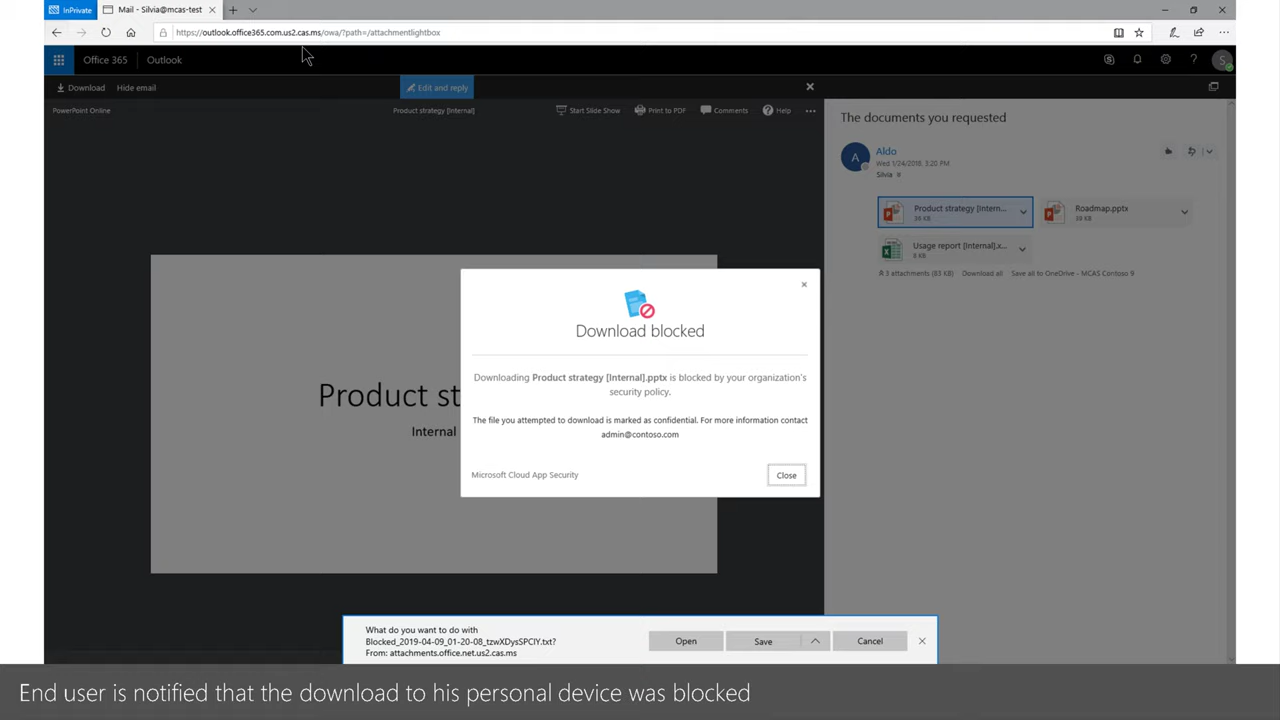 InPrivate
Mail - Silvia@mcas-test
https://outlook.office365.com.us2.cas.ms/owa/?path=/attachmentlightbox
Office 365
Outlook
S
Download
Hide email
Edit and reply
PowerPoint Online
Product strategy [Internal]
Start Slide Show
Print to PDF
Comments
Help
The documents you requested
A
Aldo
Wed 1/24/2018, 3:20 PM
Silvia
Product strategy [Intern...
39 KB
Roadmap.pptx
39 KB
Usage report [Internal].x...
8 KB
3 attachments (83 KB)
Download all
Save all to OneDrive - MCAS Contoso 9
Product st
Internal
Download blocked
Downloading Product strategy [Internal].pptx is blocked by your organization's
security policy.
The file you attempted to download is marked as confidential. For more information contact
admin@contoso.com
Microsoft Cloud App Security
Close
What do you want to do with
Blocked_2019-04-09_01-20-08_tzwXDysSPCIY.txt?
From: attachments.office.net.us2.cas.ms
Open
Save
Cancel
End user is notified that the download to his personal device was blocked